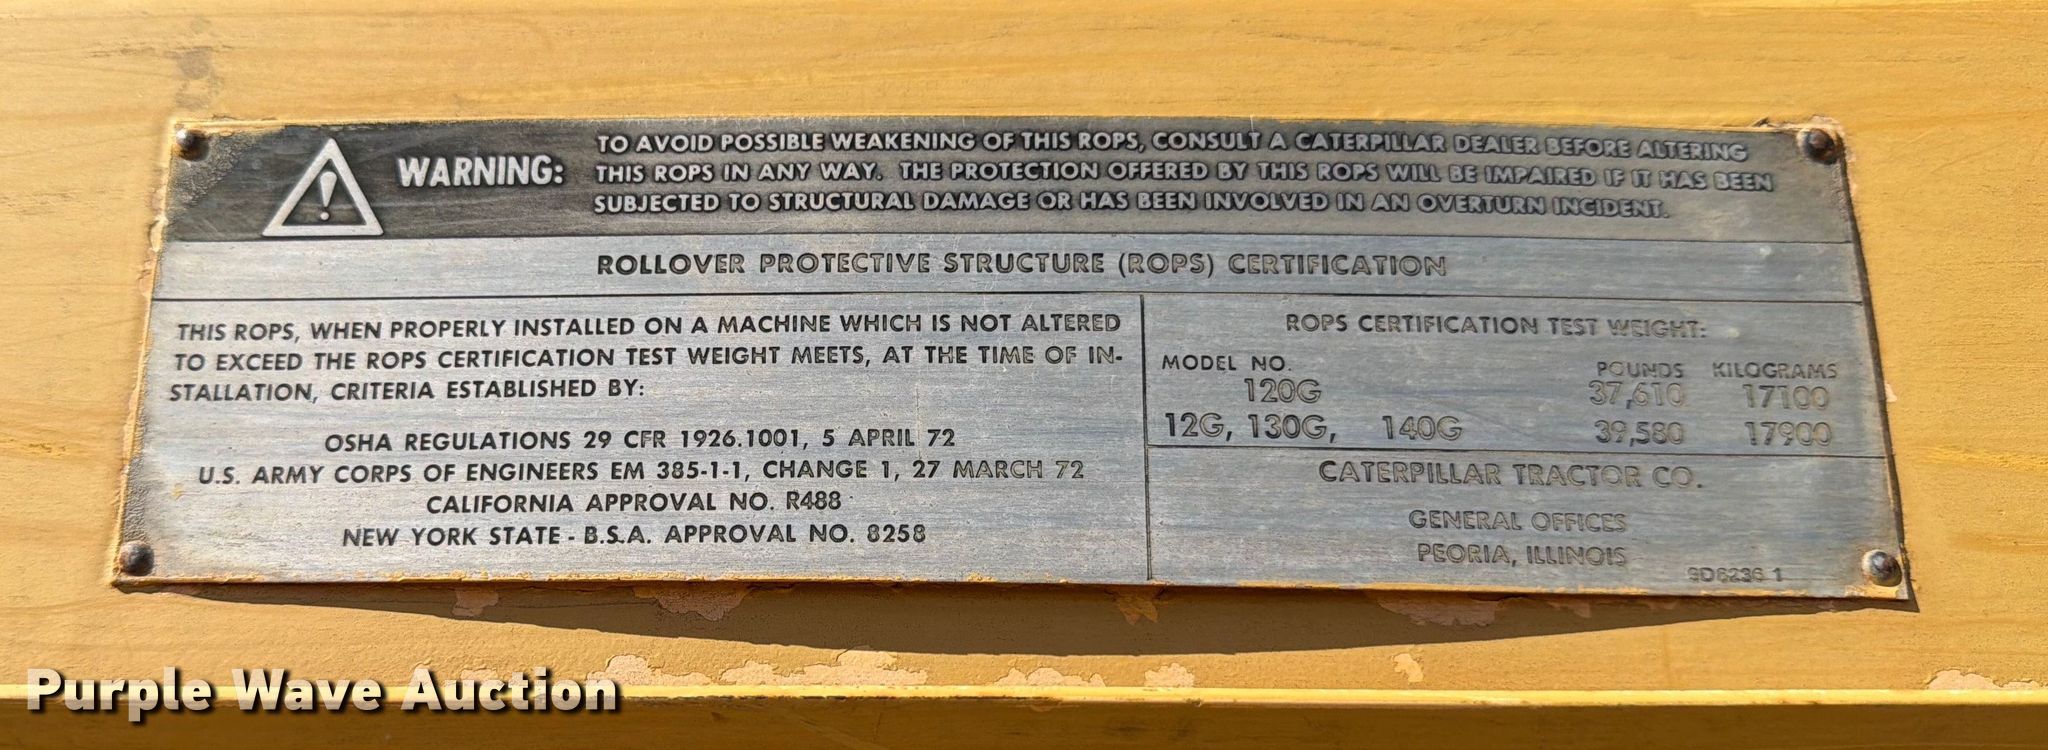 WARNING:
TO AVOID POSSIBLE WEAKENING OF THIS ROPS, CONSULT A CATERPILLAR DEALER BEFORE ALTERING
THIS ROPS IN ANY WAY. THE PROTECTION OFFERED BY THIS ROPS WILL BE IMPAIRED IF IT HAS BEEN
SUBJECTED TO STRUCTURAL DAMAGE OR HAS BEEN INVOLVED IN AN OVERTURN INCIDENT.
ROLLOVER PROTECTIVE STRUCTURE (ROPS) CERTIFICATION
THIS ROPS, WHEN PROPERLY INSTALLED ON A MACHINE WHICH IS NOT ALTERED
TO EXCEED THE ROPS CERTIFICATION TEST WEIGHT MEETS, AT THE TIME OF IN-
STALLATION, CRITERIA ESTABLISHED BY:
OSHA REGULATIONS 29 CFR 1926.1001, 5 APRIL 72
U.S. ARMY CORPS OF ENGINEERS EM 385-1-1, CHANGE 1, 27 MARCH 72
CALIFORNIA APPROVAL NO. R488
NEW YORK STATE - B.S.A. APPROVAL NO. 8258
ROPS CERTIFICATION TEST WEIGHT:
MODEL NO. POUNDS KILOGRAMS
120G 37,610 17100
12G, 130G, 140G 39,580 17900
CATERPILLAR TRACTOR CO.
GENERAL OFFICES
PEORIA, ILLINOIS
9D6236 1
Purple Wave Auction